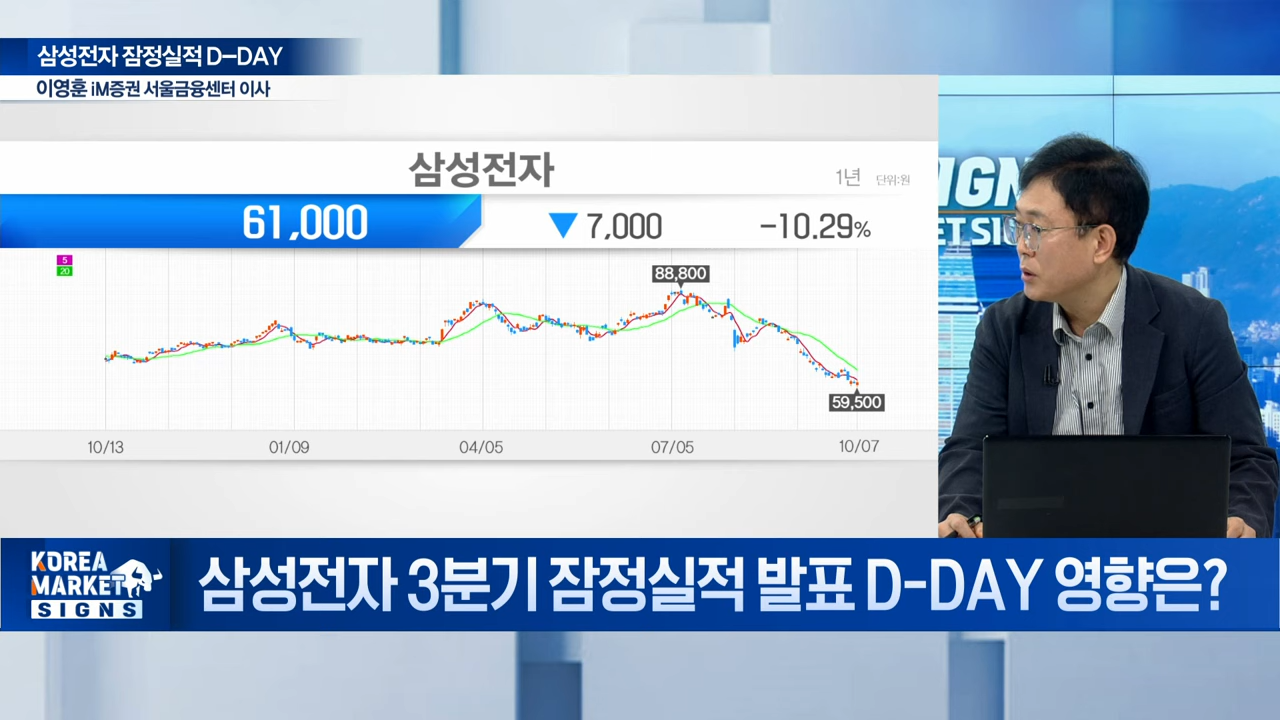 삼성전자 잠정실적 D-DAY
이영훈 iM증권 서울금융센터 이사
삼성전자
1년 단위:원
61,000 ▼ 7,000 -10.29%
5
20
88,800
59,500
10/13 01/09 04/05 07/05 10/07
KOREA
MARKET
SIGNS
삼성전자 3분기 잠정실적 발표 D-DAY 영향은?